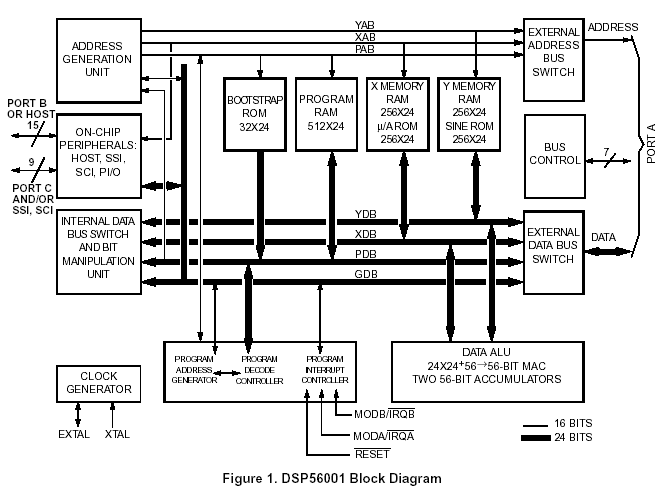 YAB
XAB
PAB
ADDRESS
GENERATION
UNIT
EXTERNAL
ADDRESS
BUS
SWITCH
ADDRESS
PORT B
OR HOST
15
9
PORT C
AND/OR
SSI, SCI
ON-CHIP
PERIPHERALS:
HOST, SSI,
SCI, PI/O
BOOTSTRAP
ROM
32X24
PROGRAM
RAM
512X24
X MEMORY
RAM
256X24
μ/A ROM
256X24
Y MEMORY
RAM
256X24
SINE ROM
256X24
BUS
CONTROL
7
PORT A
INTERNAL DATA
BUS SWITCH
AND BIT
MANIPULATION
UNIT
YDB
XDB
PDB
GDB
EXTERNAL
DATA BUS
SWITCH
DATA
PROGRAM
ADDRESS
GENERATOR
PROGRAM
DECODE
CONTROLLER
PROGRAM
INTERRUPT
CONTROLLER
DATA ALU
24X24+56→56-BIT MAC
TWO 56-BIT ACCUMULATORS
CLOCK
GENERATOR
EXTAL
XTAL
MODB/IRQB
MODA/IRQA
RESET
16 BITS
24 BITS
Figure 1. DSP56001 Block Diagram